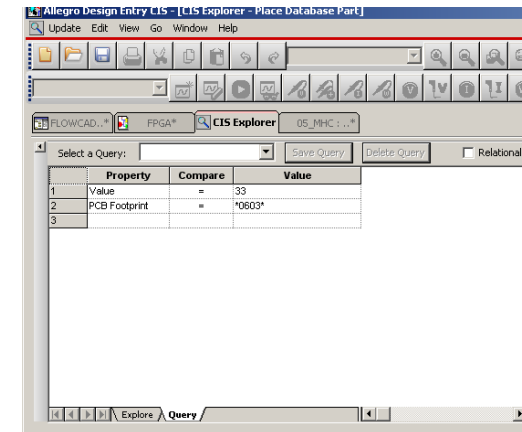 Allegro Design Entry CIS - [CIS Explorer - Place Database Part]
Update Edit View Go Window Help
FLOWCAD..* FPGA* CIS Explorer 05_MHC : ..*
Select a Query: Save Query Delete Query Relational
Property Compare Value
1 Value = 33
2 PCB Footprint = *0603*
3
Explore Query